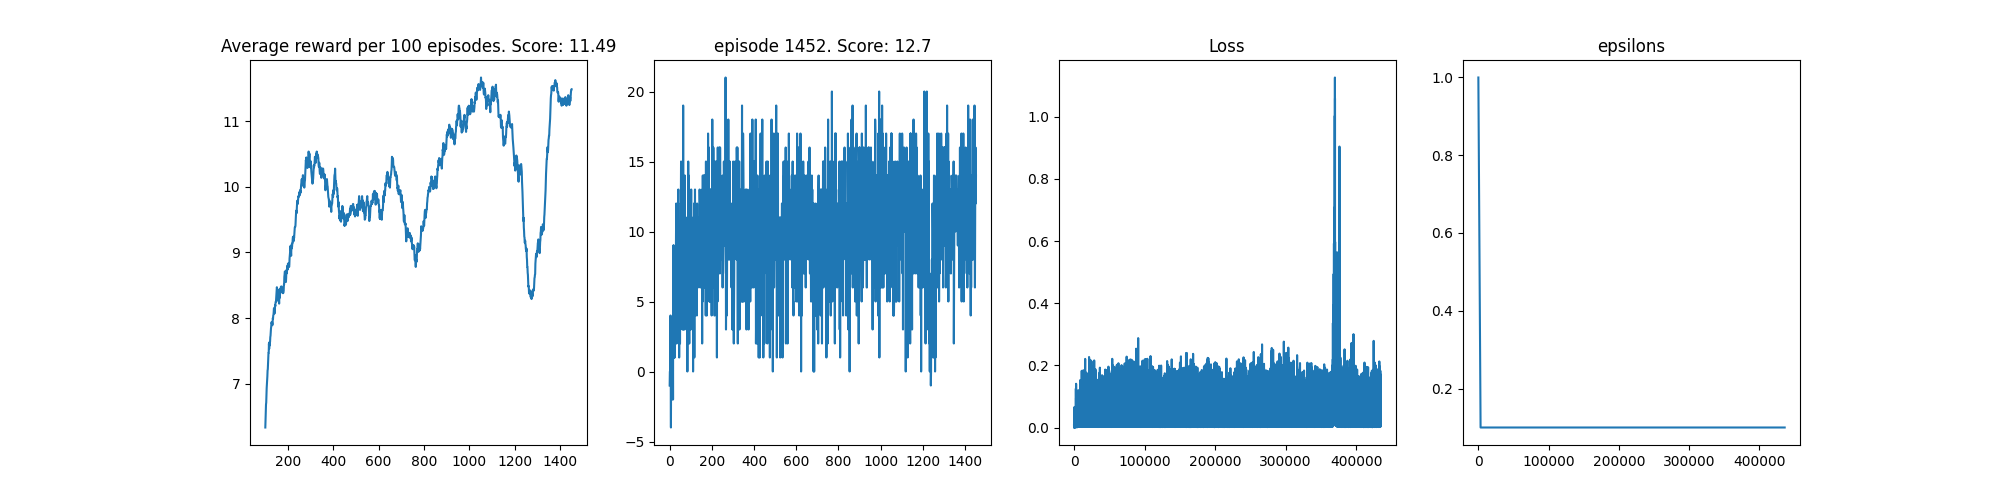 Average reward per 100 episodes. Score: 11.49
11
10
9
8
7
200 400 600 800 1000 1200 1400
episode 1452. Score: 12.7
20
15
10
5
0
−5
0 200 400 600 800 1000 1200 1400
Loss
1.0
0.8
0.6
0.4
0.2
0.0
0 100000 200000 300000 400000
epsilons
1.0
0.8
0.6
0.4
0.2
0 100000 200000 300000 400000